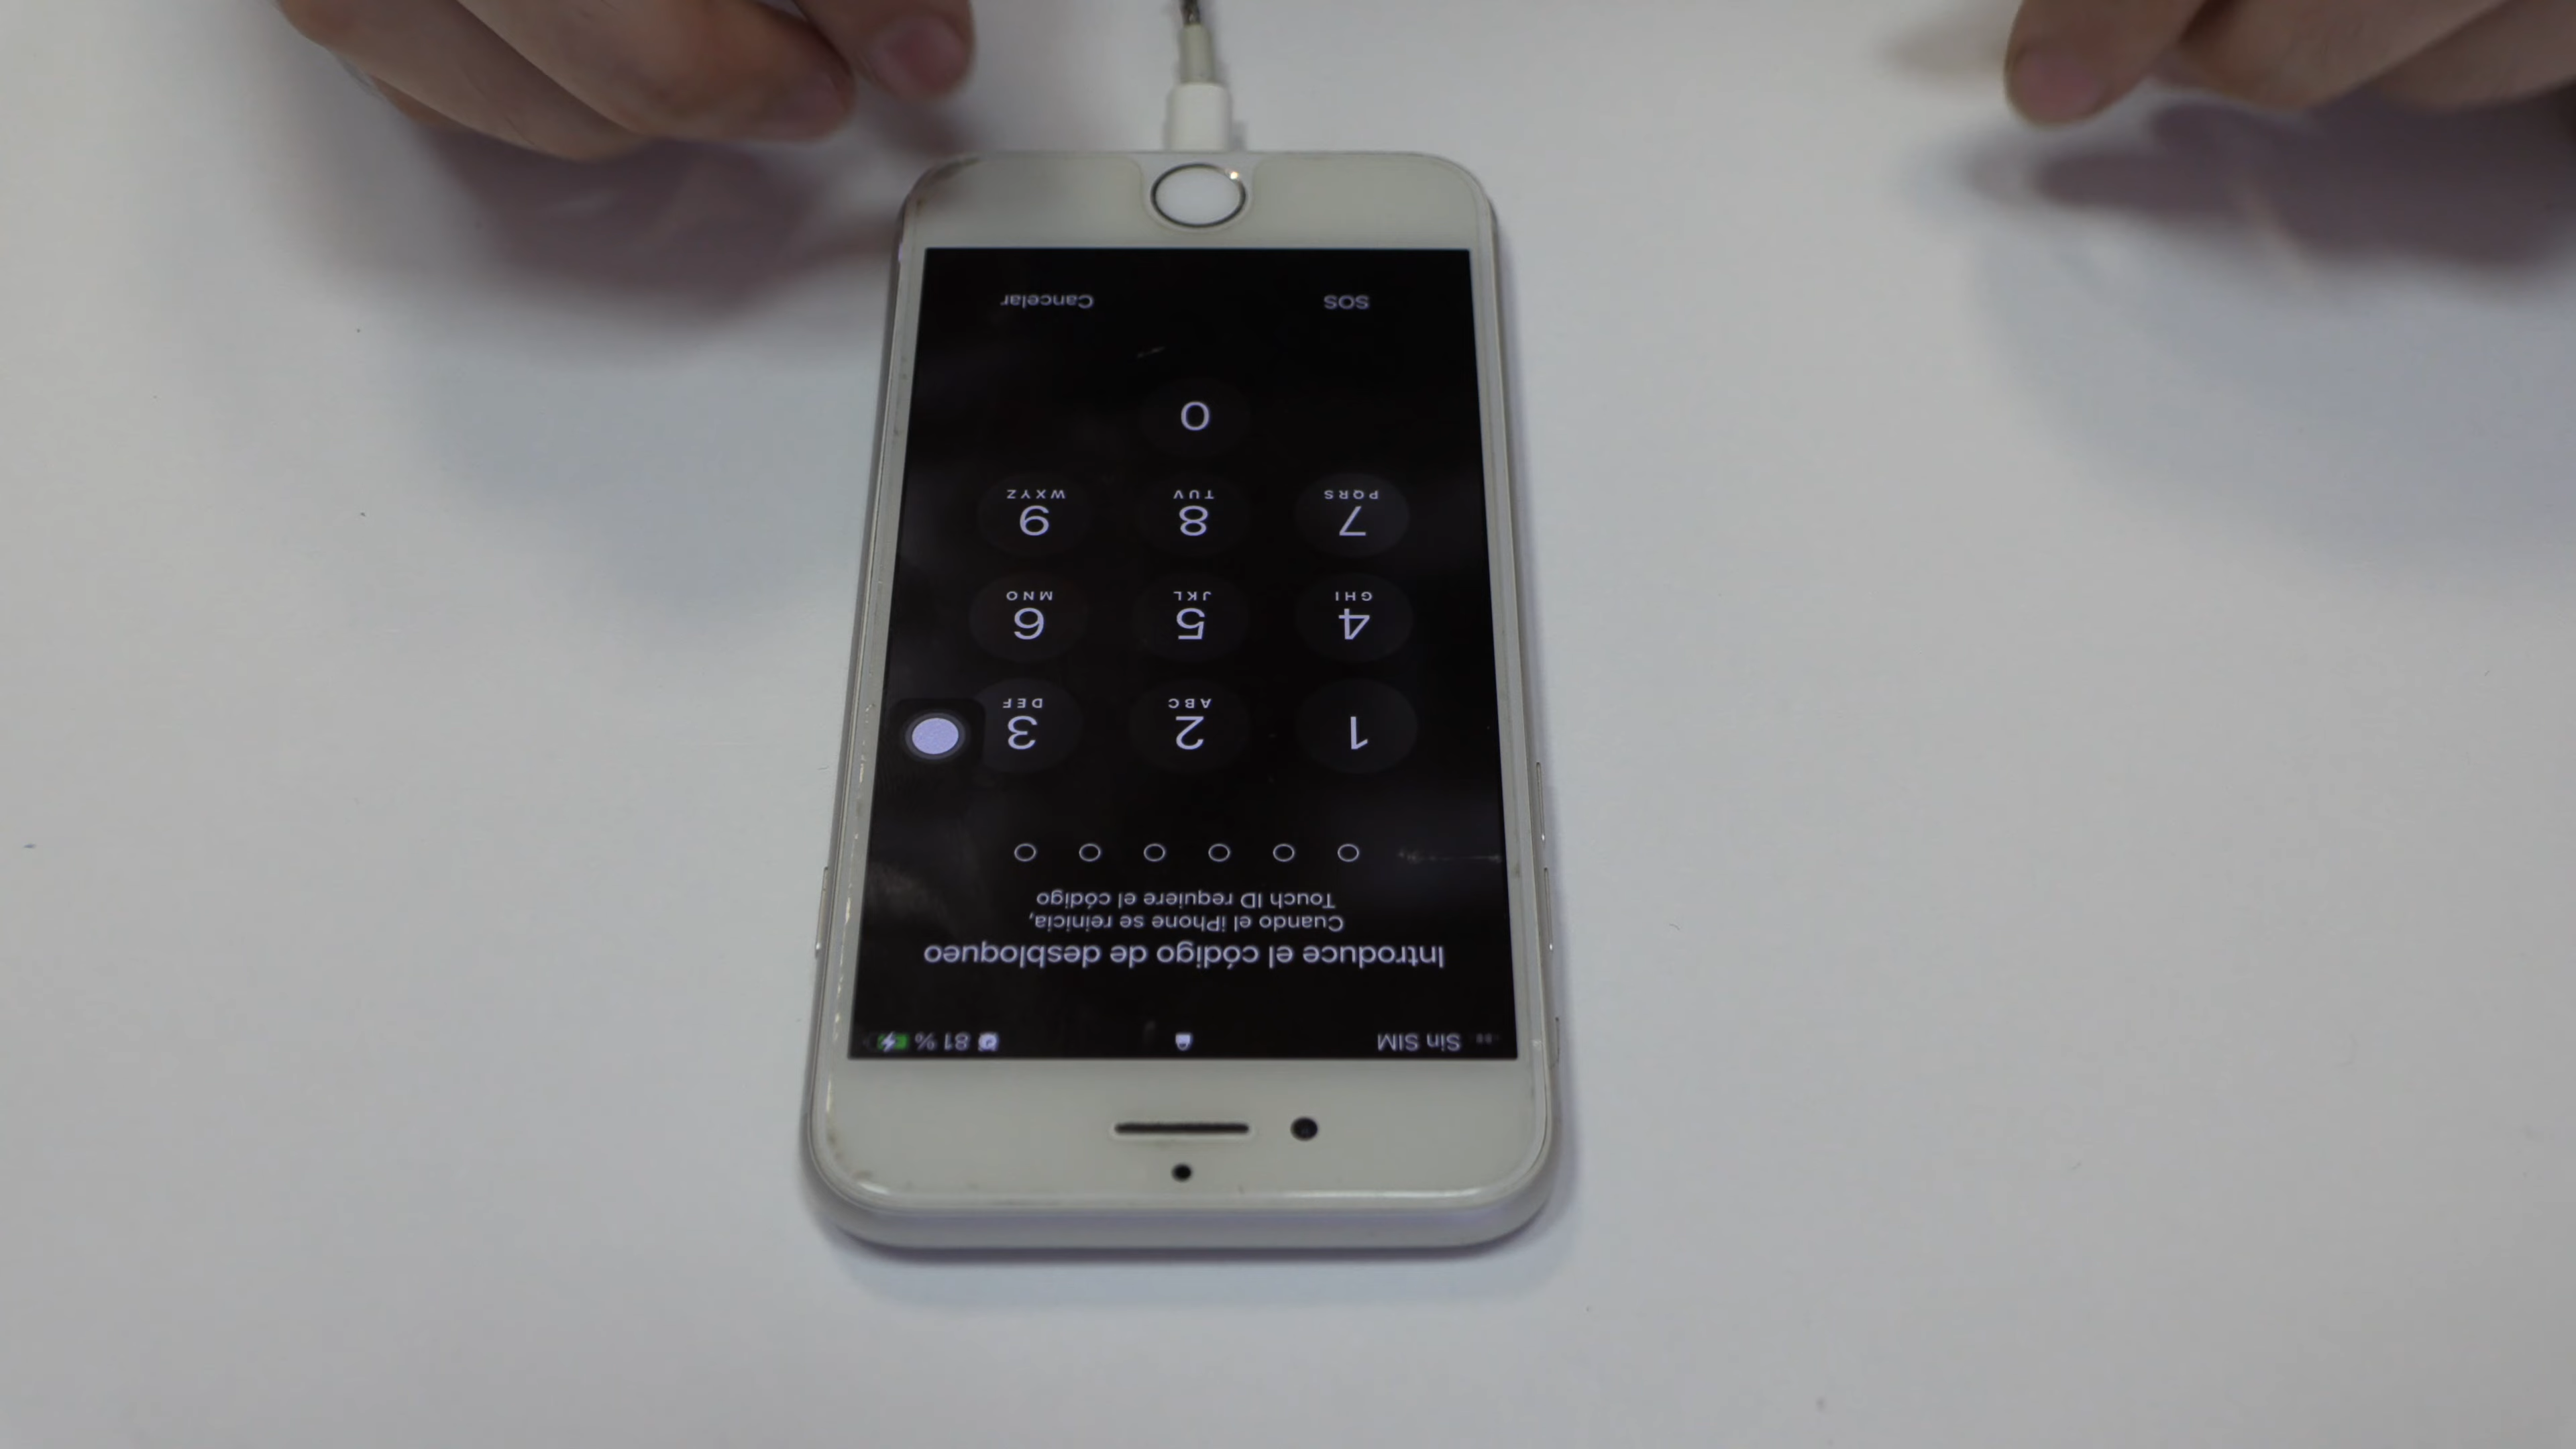 Sin SIM 81 %
Introduce el código de desbloqueo
Cuando el iPhone se reinicia,
Touch ID requiere el código
1 2 3
ABC DEF
4 5 6
GHI JKL MNO
7 8 9
PQRS TUV WXYZ
0
SOS Cancelar